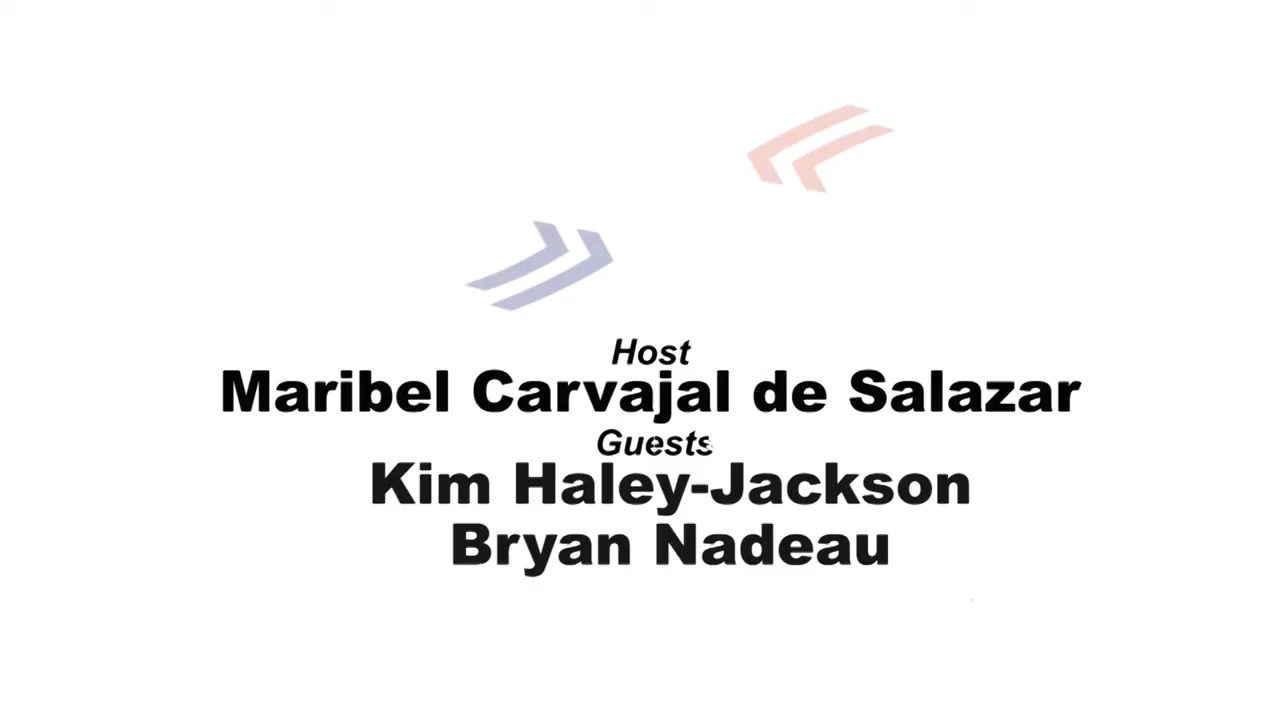 Host
Maribel Carvajal de Salazar
Guests
Kim Haley-Jackson
Bryan Nadeau